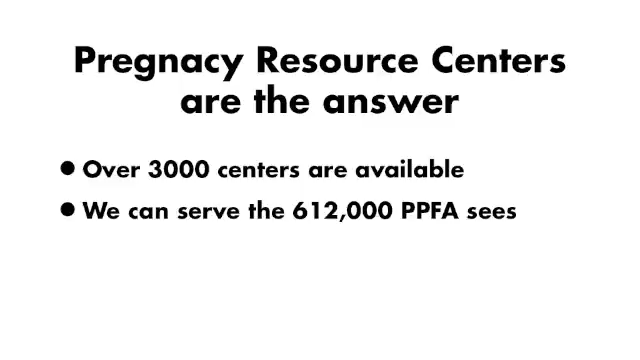 Pregnacy Resource Centers
are the answer
● Over 3000 centers are available
● We can serve the 612,000 PPFA sees